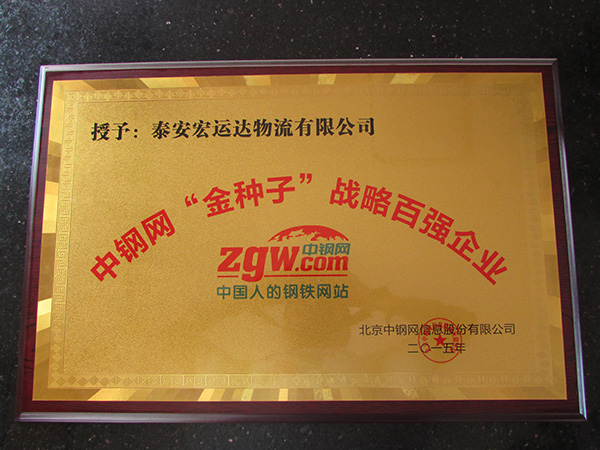 授予：泰安宏运达物流有限公司
中钢网“金种子”战略百强企业
中钢网
zgw.com
中国人的钢铁网站
北京中钢网信息股份有限公司
二〇一五年